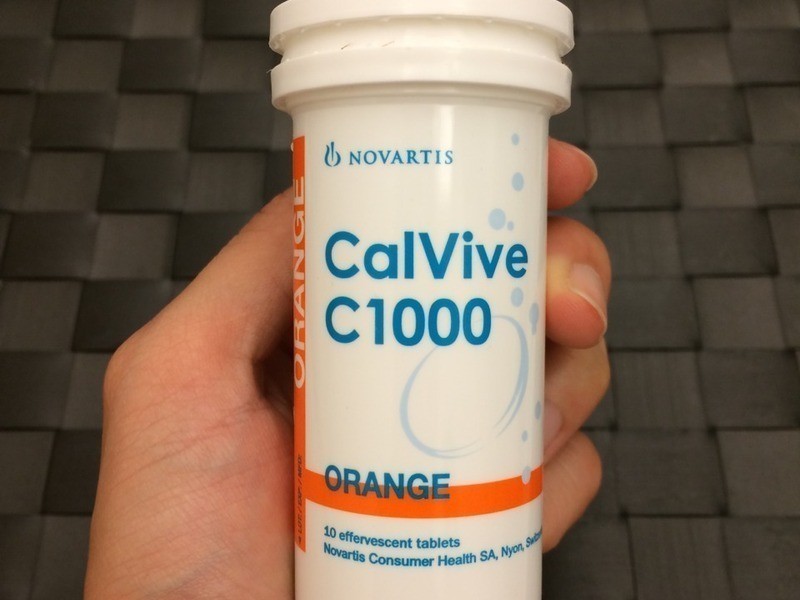 NOVARTIS
CalVive
C1000
ORANGE
10 effervescent tablets
Novartis Consumer Health SA, Nyon,
ORANGE